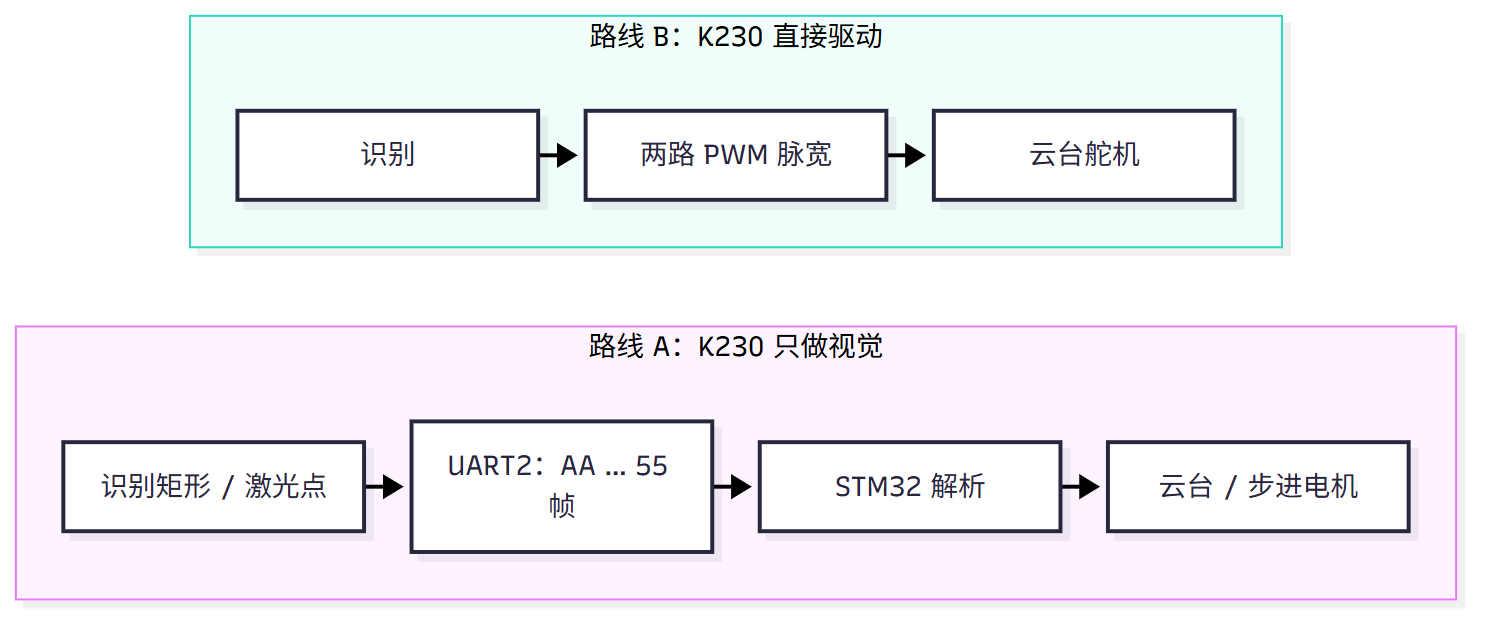 路线 B：K230 直接驱动
识别
两路 PWM 脉宽
云台舵机
路线 A：K230 只做视觉
识别矩形 / 激光点
UART2：AA ... 55
帧
STM32 解析
云台 / 步进电机